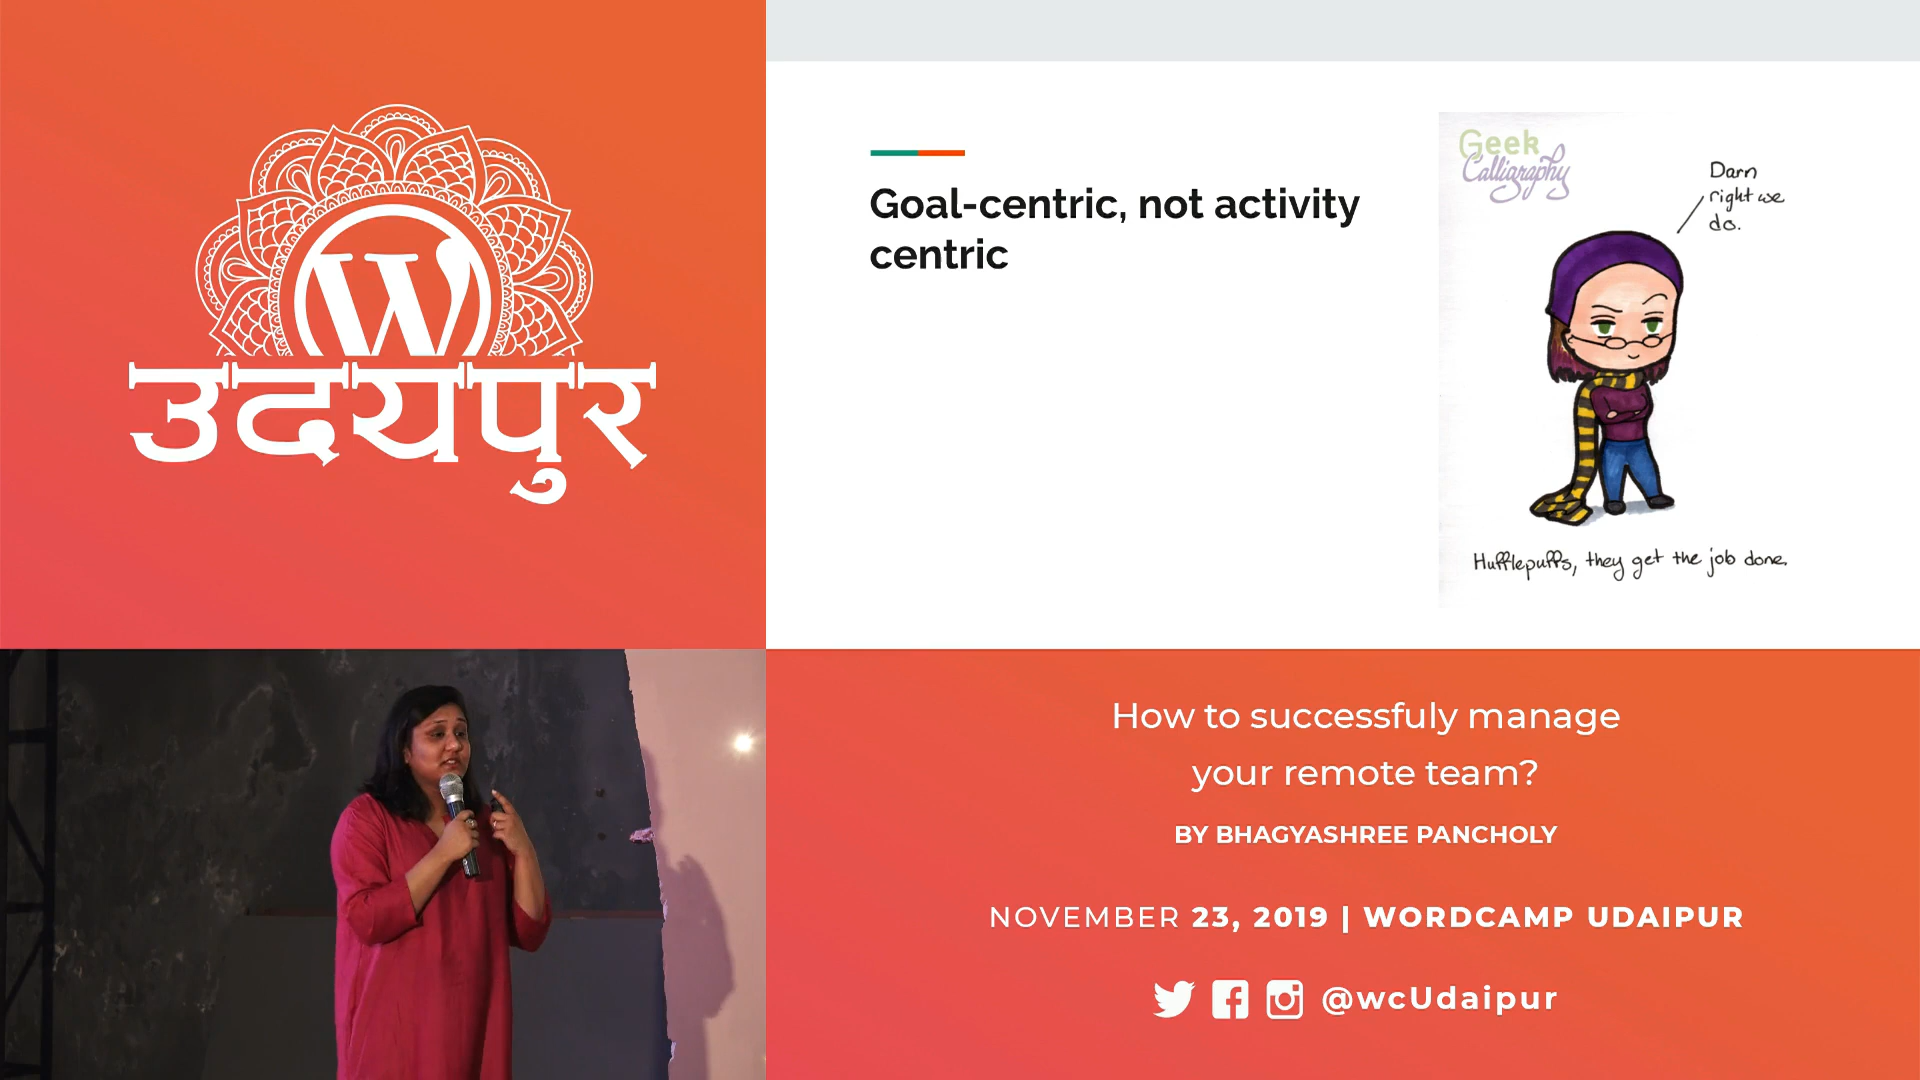 उदयपुर
Goal-centric, not activity
centric
Geek
Calligraphy
Darn
right we
do.
Hufflepuffs, they get the job done.
How to successfuly manage
your remote team?
BY BHAGYASHREE PANCHOLY
NOVEMBER 23, 2019 | WORDCAMP UDAIPUR
@wcUdaipur